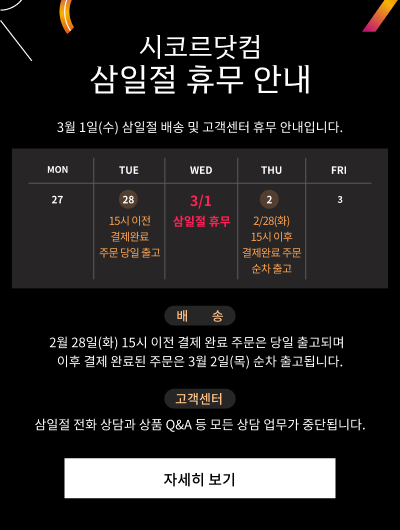 시코르닷컴
삼일절 휴무 안내
3월 1일(수) 삼일절 배송 및 고객센터 휴무 안내입니다.
MON TUE WED THU FRI
27 28 3/1 2 3
15시 이전
결제완료
주문 당일 출고
삼일절 휴무
2/28(화)
15시 이후
결제완료 주문
순차 출고
배 송
2월 28일(화) 15시 이전 결제 완료 주문은 당일 출고되며
이후 결제 완료된 주문은 3월 2일(목) 순차 출고됩니다.
고객센터
삼일절 전화 상담과 상품 Q&A 등 모든 상담 업무가 중단됩니다.
자세히 보기